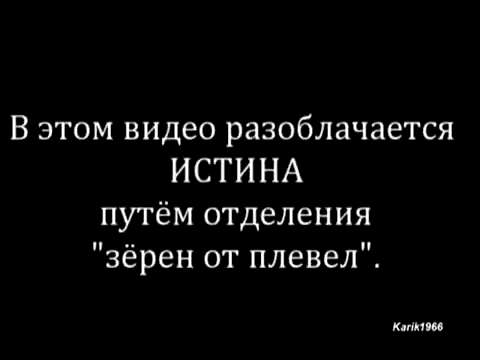 В этом видео разоблачается
ИСТИНА
путём отделения
"зёрен от плевел".
Karik1966